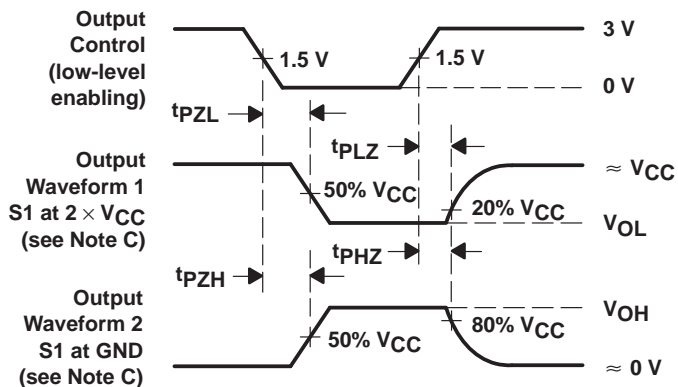 Output
Control
(low-level
enabling)
1.5 V
1.5 V
3 V
0 V
tPZL
tPLZ
Output
Waveform 1
S1 at 2 × VCC
(see Note C)
50% VCC
20% VCC
≈ VCC
VOL
tPZH
tPHZ
Output
Waveform 2
S1 at GND
(see Note C)
50% VCC
80% VCC
VOH
≈ 0 V